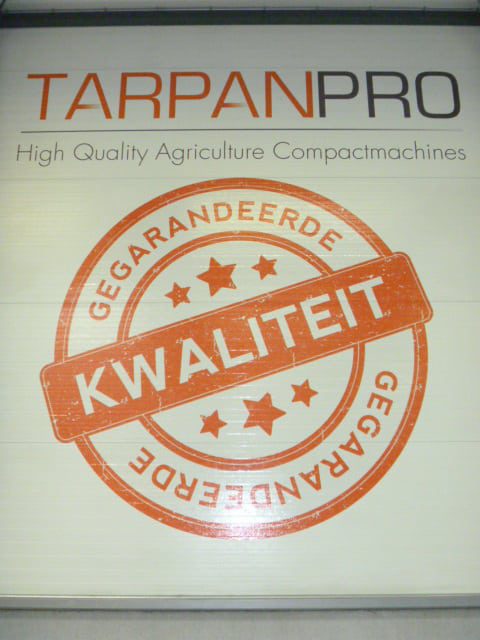 TARPANPRO
High Quality Agriculture Compactmachines
GEGARANDEERDE
KWALITEIT
GEGARANDEERDE